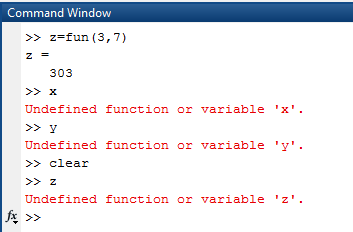 Command Window
>> z=fun(3,7)
z =
303
>> x
Undefined function or variable 'x'.
>> y
Undefined function or variable 'y'.
>> clear
>> z
Undefined function or variable 'z'.
fx >>